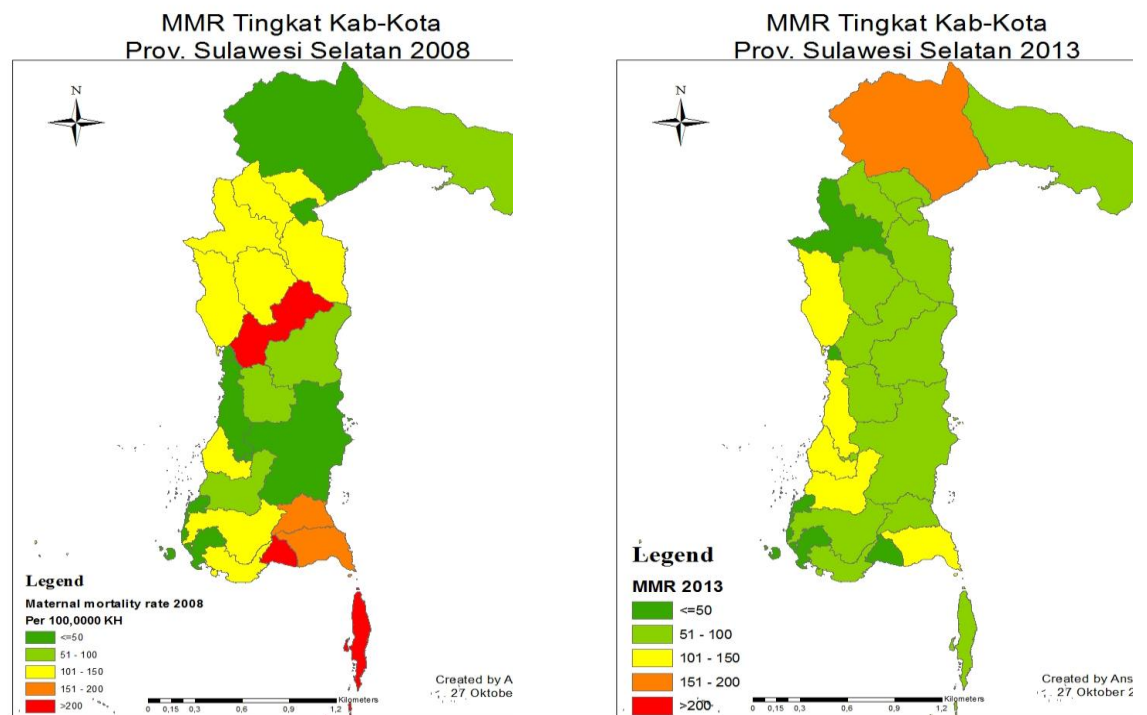 MMR Tingkat Kab-Kota
Prov. Sulawesi Selatan 2008
N
Legend
Maternal mortality rate 2008
Per 100,0000 KH
<=50
51 - 100
101 - 150
151 - 200
>200
Created by A
27 Oktobe
Kilometers
0 0,15 0,3 0,6 0,9 1,2
MMR Tingkat Kab-Kota
Prov. Sulawesi Selatan 2013
N
Legend
MMR 2013
<=50
51 - 100
101 - 150
151 - 200
>200
Created by Ans
27 Oktober 2
Kilometers
0 0,15 0,3 0,6 0,9 1,2